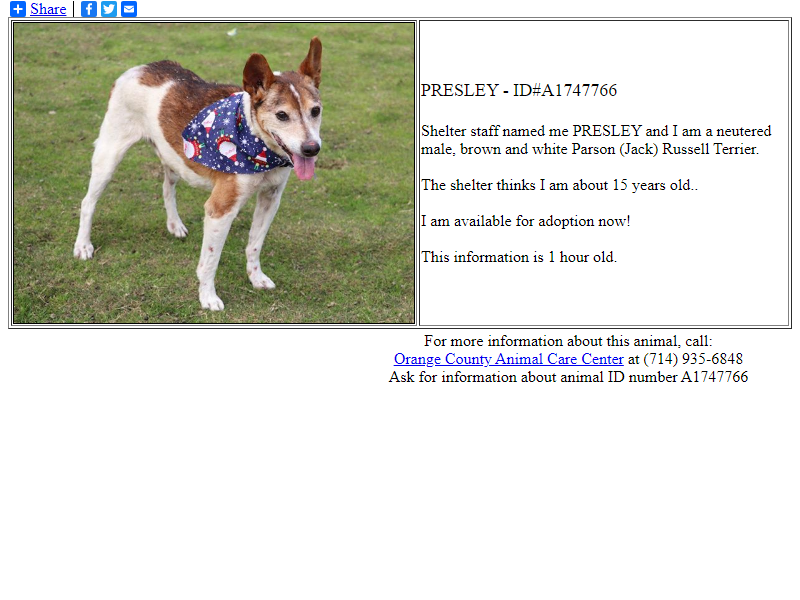 Share
PRESLEY - ID#A1747766
Shelter staff named me PRESLEY and I am a neutered
male, brown and white Parson (Jack) Russell Terrier.
The shelter thinks I am about 15 years old..
I am available for adoption now!
This information is 1 hour old.
For more information about this animal, call:
Orange County Animal Care Center at (714) 935-6848
Ask for information about animal ID number A1747766